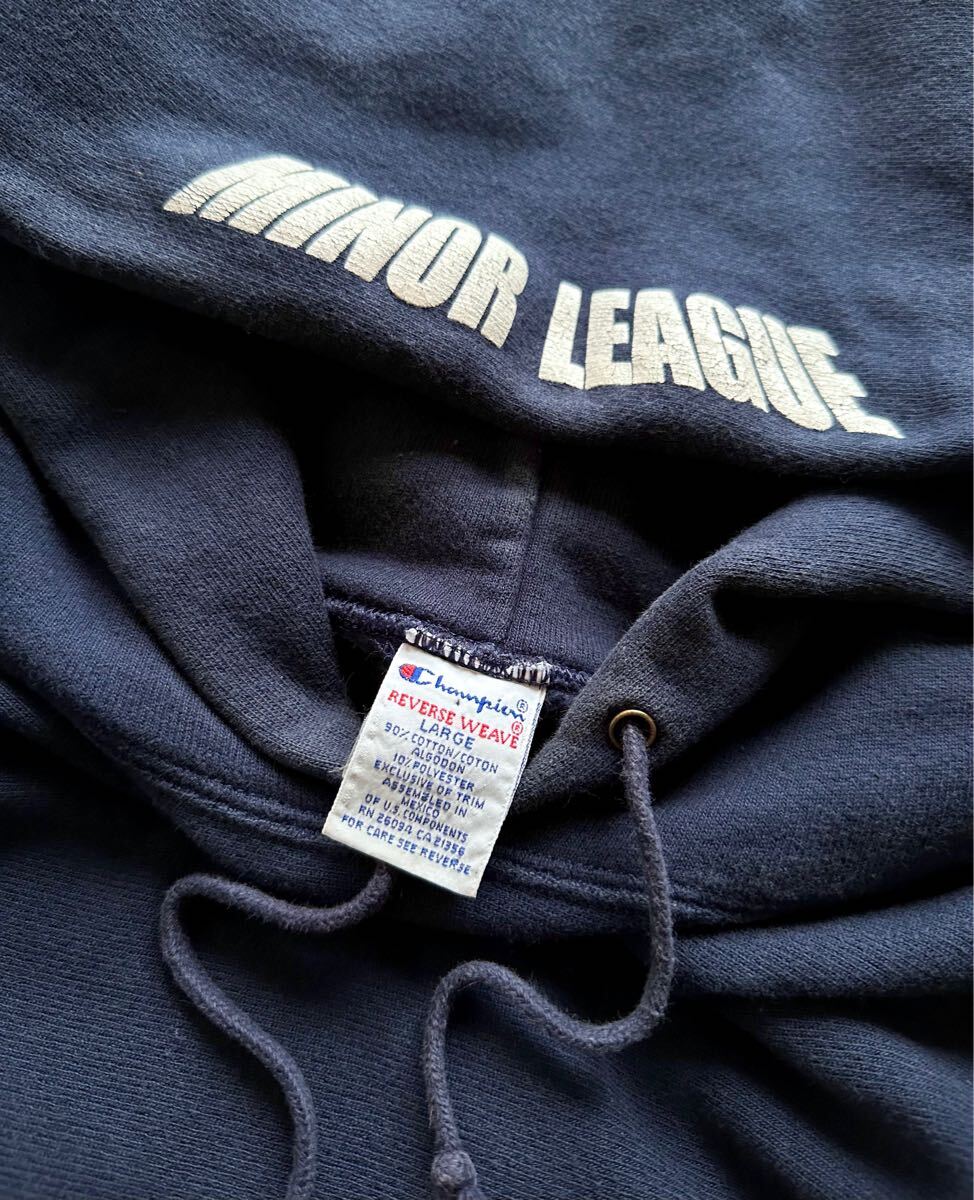 MINOR LEAGUE
Champion®
REVERSE WEAVE®
LARGE
90% COTTON/COTON
ALGODON
10% POLYESTER
EXCLUSIVE OF TRIM
ASSEMBLED IN
MEXICO
OF U.S. COMPONENTS
RN 26094 CA 21356
FOR CARE SEE REVERSE